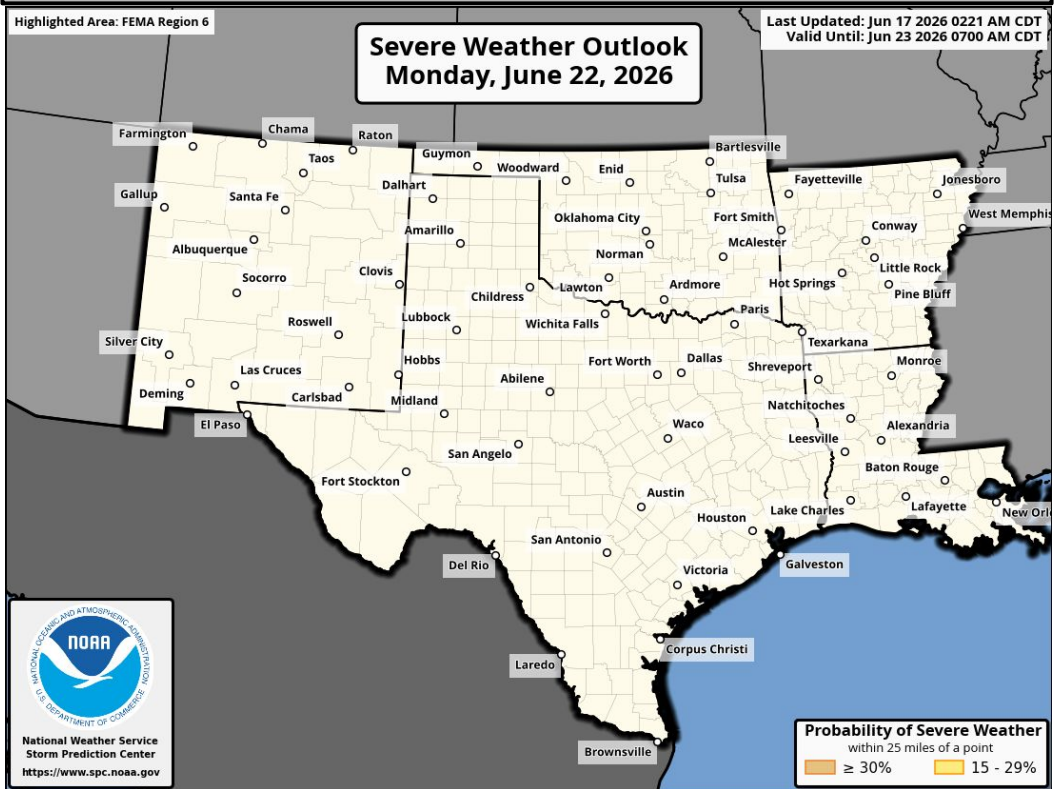 Highlighted Area: FEMA Region 6
Severe Weather Outlook
Monday, June 22, 2026
Last Updated: Jun 17 2026 0221 AM CDT
Valid Until: Jun 23 2026 0700 AM CDT
Farmington
Chama
Raton
Guymon
Woodward
Enid
Bartlesville
Taos
Tulsa
Fayetteville
Jonesboro
Gallup
Santa Fe
Dalhart
Oklahoma City
Fort Smith
West Memphis
Albuquerque
Amarillo
Norman
McAlester
Conway
Socorro
Clovis
Childress
Lawton
Ardmore
Hot Springs
Little Rock
Pine Bluff
Roswell
Lubbock
Wichita Falls
Paris
Texarkana
Silver City
Las Cruces
Hobbs
Abilene
Fort Worth
Dallas
Shreveport
Monroe
Deming
Carlsbad
Midland
Natchitoches
El Paso
San Angelo
Waco
Leesville
Alexandria
Fort Stockton
Austin
Baton Rouge
Houston
Lake Charles
Lafayette
New Orl
Del Rio
San Antonio
Victoria
Galveston
Laredo
Corpus Christi
Brownsville
NATIONAL OCEANIC AND ATMOSPHERIC ADMINISTRATION
NOAA
U.S. DEPARTMENT OF COMMERCE
National Weather Service
Storm Prediction Center
https://www.spc.noaa.gov
Probability of Severe Weather
within 25 miles of a point
≥ 30%
15 - 29%